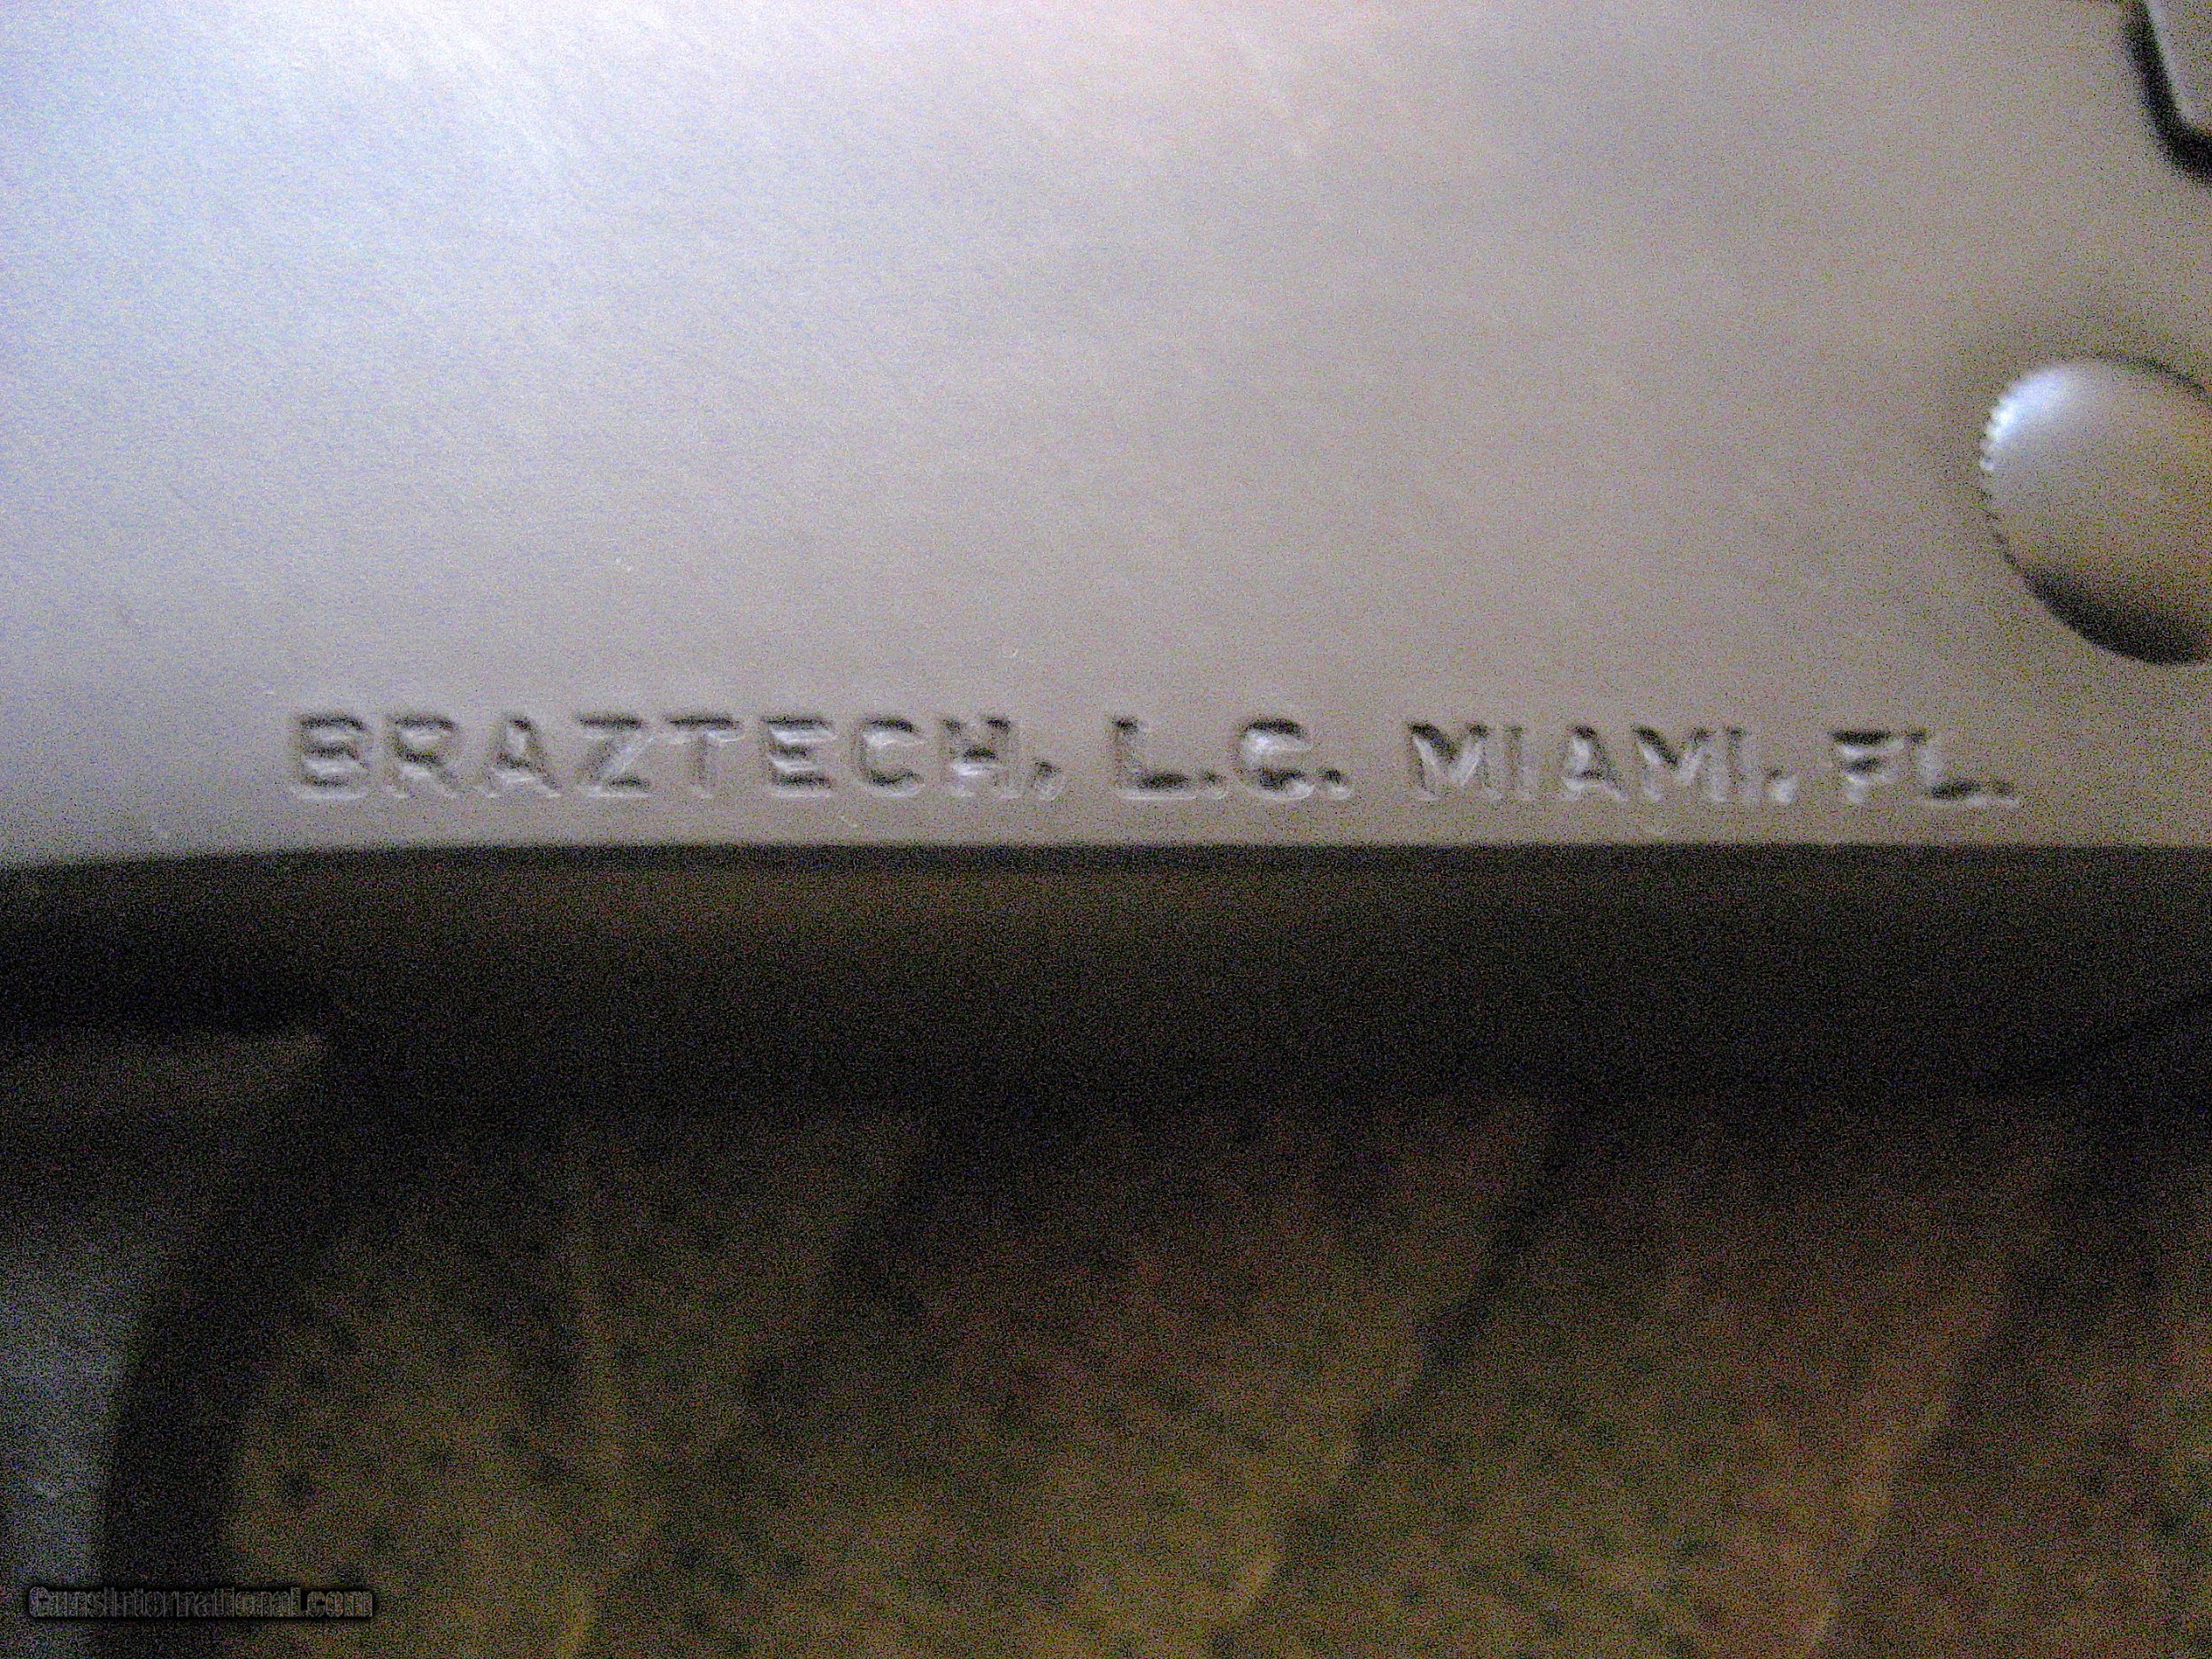 BRAZTECH, L.C. MIAMI, FL.
GunsInternational.com